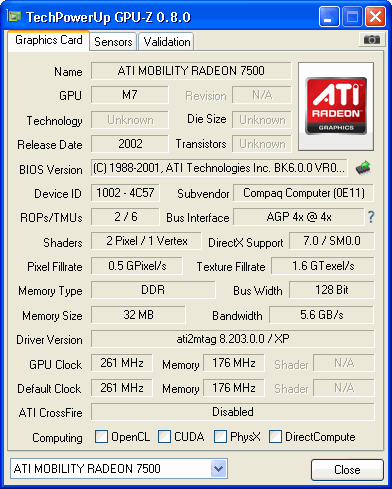 TechPowerUp GPU-Z 0.8.0
Graphics Card Sensors Validation
Name ATI MOBILITY RADEON 7500
GPU M7 Revision N/A
Technology Unknown Die Size Unknown
Release Date 2002 Transistors Unknown
ATI
RADEON
GRAPHICS
BIOS Version (C) 1988-2001, ATI Technologies Inc. BK6.0.0 VR0...
Device ID 1002 - 4C57 Subvendor Compaq Computer (0E11)
ROPs/TMUs 2 / 6 Bus Interface AGP 4x @ 4x ?
Shaders 2 Pixel / 1 Vertex DirectX Support 7.0 / SM0.0
Pixel Fillrate 0.5 GPixel/s Texture Fillrate 1.6 GTexel/s
Memory Type DDR Bus Width 128 Bit
Memory Size 32 MB Bandwidth 5.6 GB/s
Driver Version ati2mtag 8.203.0.0 / XP
GPU Clock 261 MHz Memory 176 MHz Shader N/A
Default Clock 261 MHz Memory 176 MHz Shader N/A
ATI CrossFire Disabled
Computing OpenCL CUDA PhysX DirectCompute
ATI MOBILITY RADEON 7500 Close